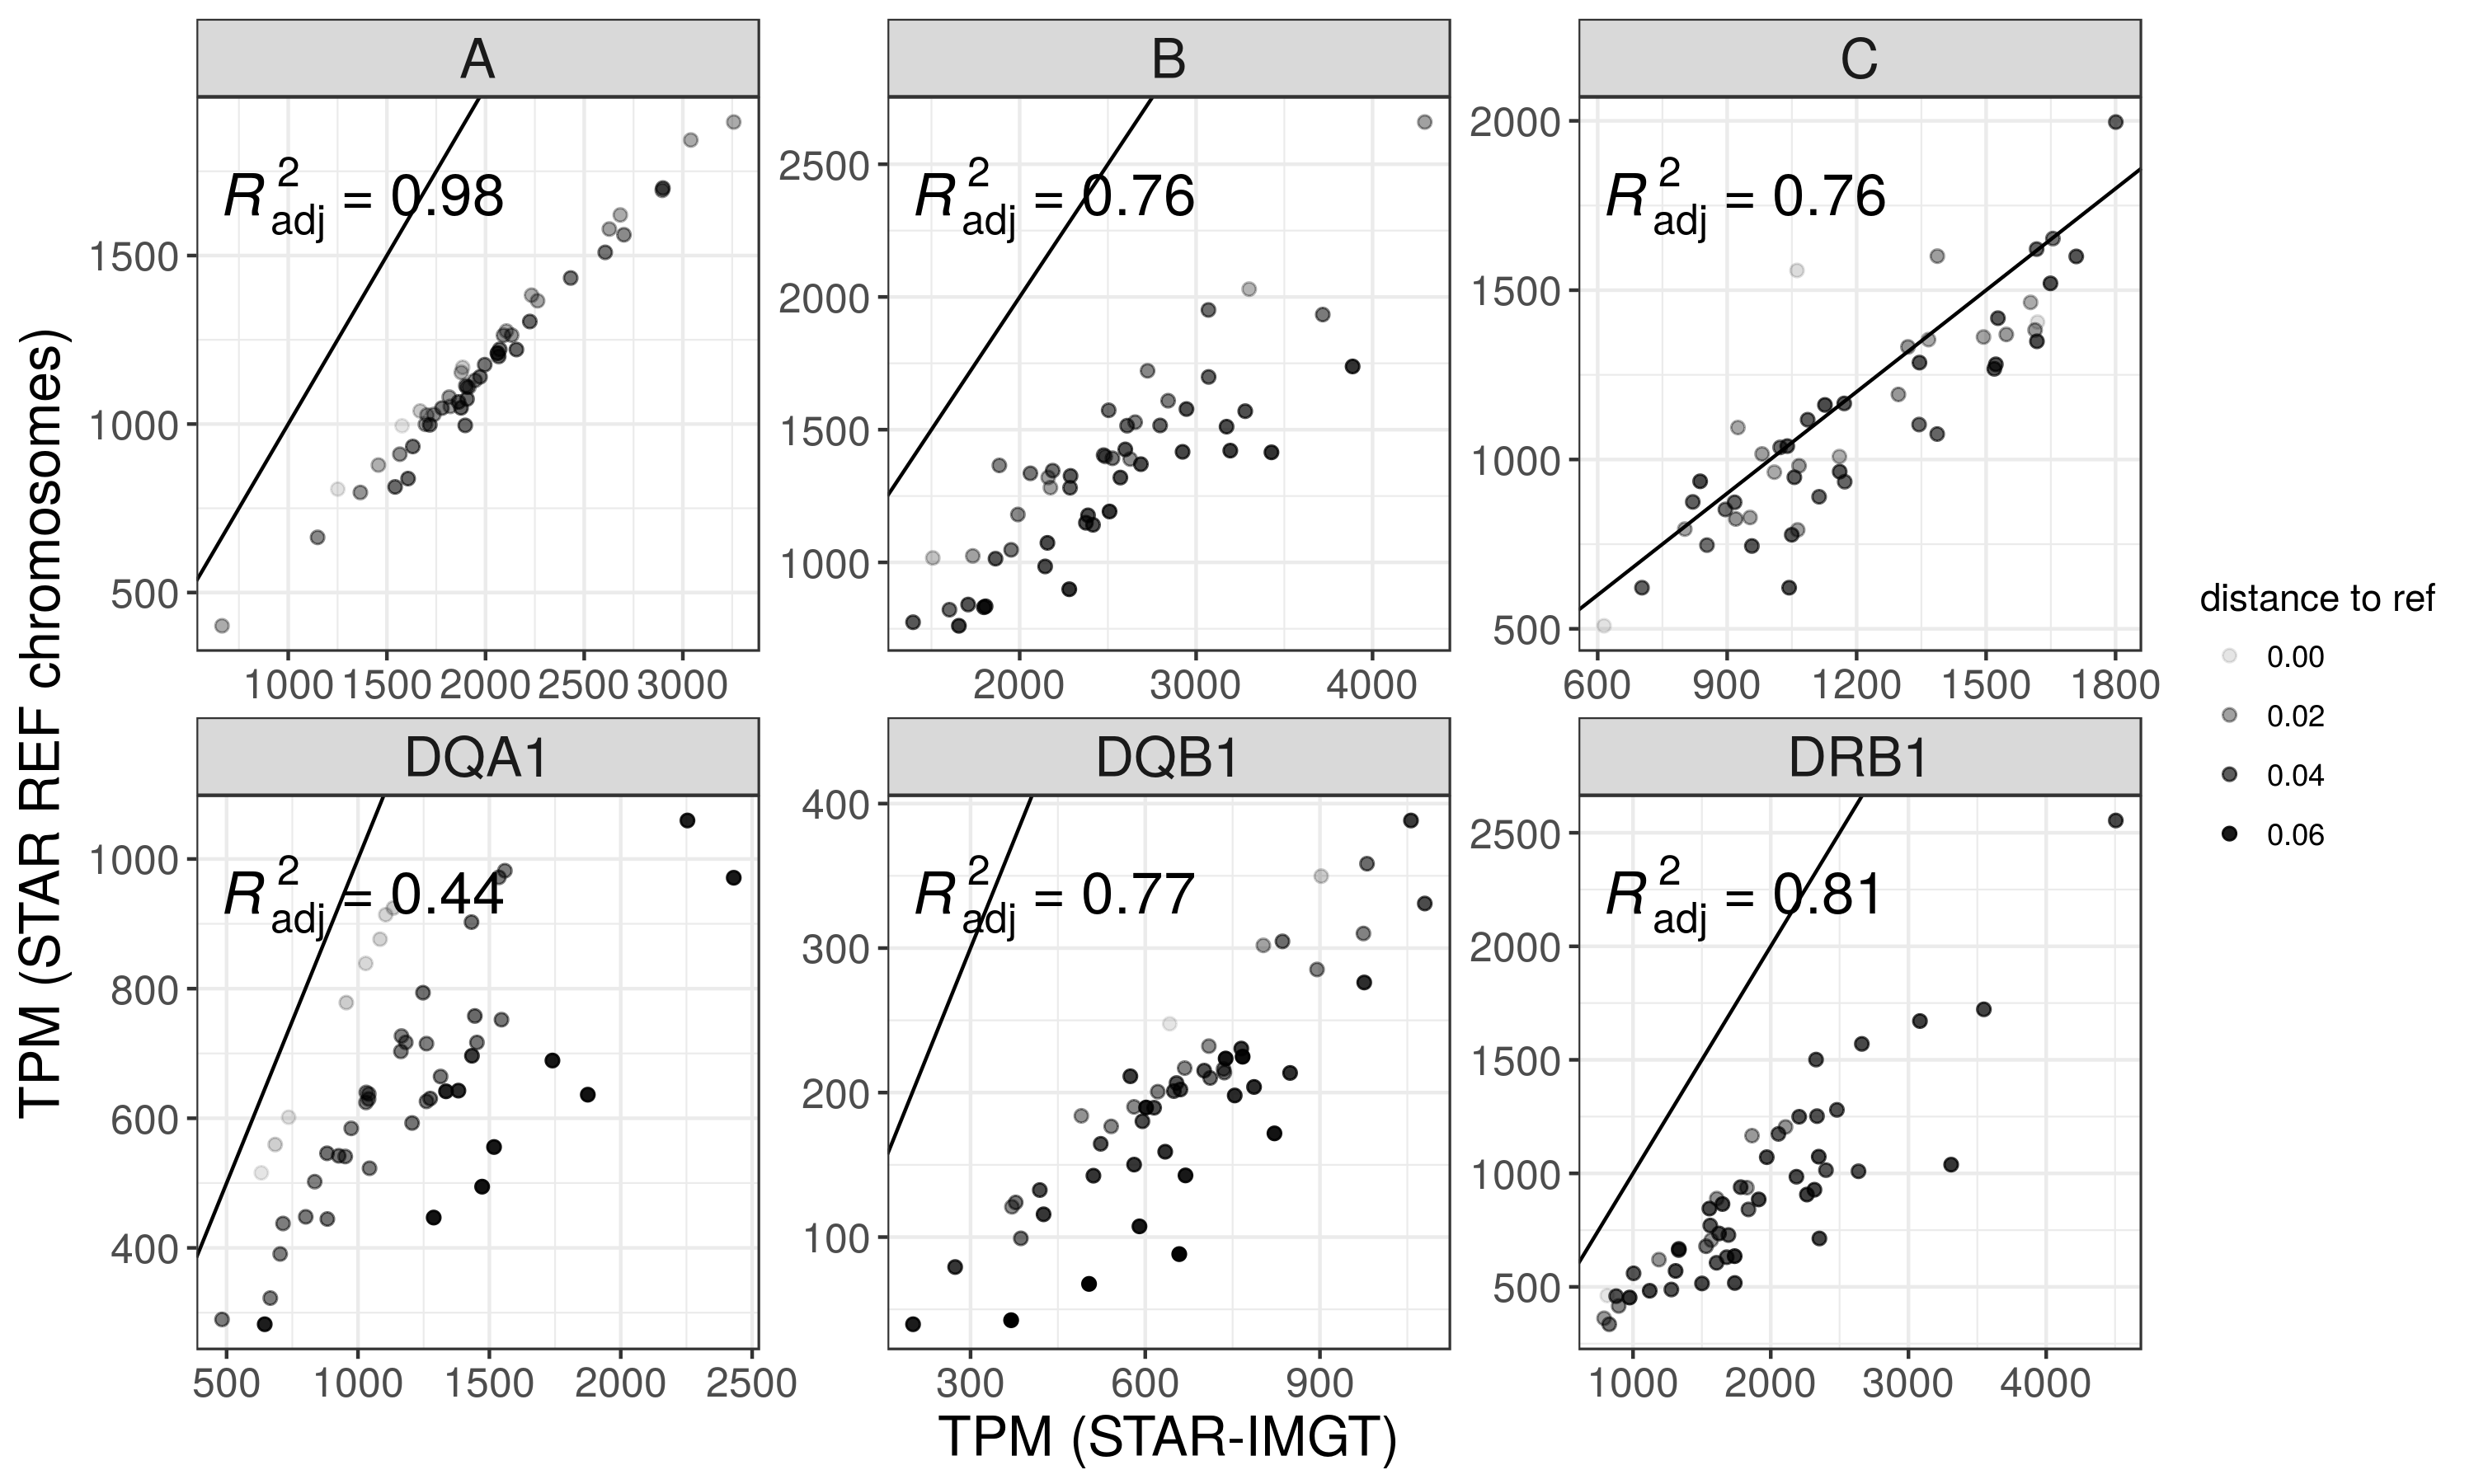 A
B
C
R²adj = 0.98
R²adj = 0.76
R²adj = 0.76
1500
1000
500
2500
2000
1500
1000
2000
1500
1000
500
1000 1500 2000 2500 3000
2000 3000 4000
600 900 1200 1500 1800
DQA1
DQB1
DRB1
R²adj = 0.44
R²adj = 0.77
R²adj = 0.81
1000
800
600
400
400
300
200
100
2500
2000
1500
1000
500
500 1000 1500 2000 2500
300 600 900
1000 2000 3000 4000
TPM (STAR REF chromosomes)
TPM (STAR-IMGT)
distance to ref
0.00
0.02
0.04
0.06